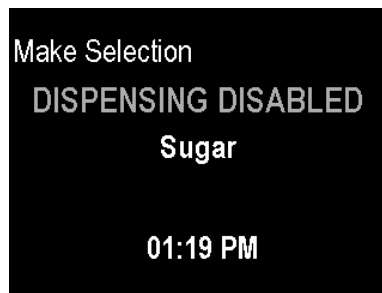 Make Selection
DISPENSING DISABLED
Sugar
01:19 PM